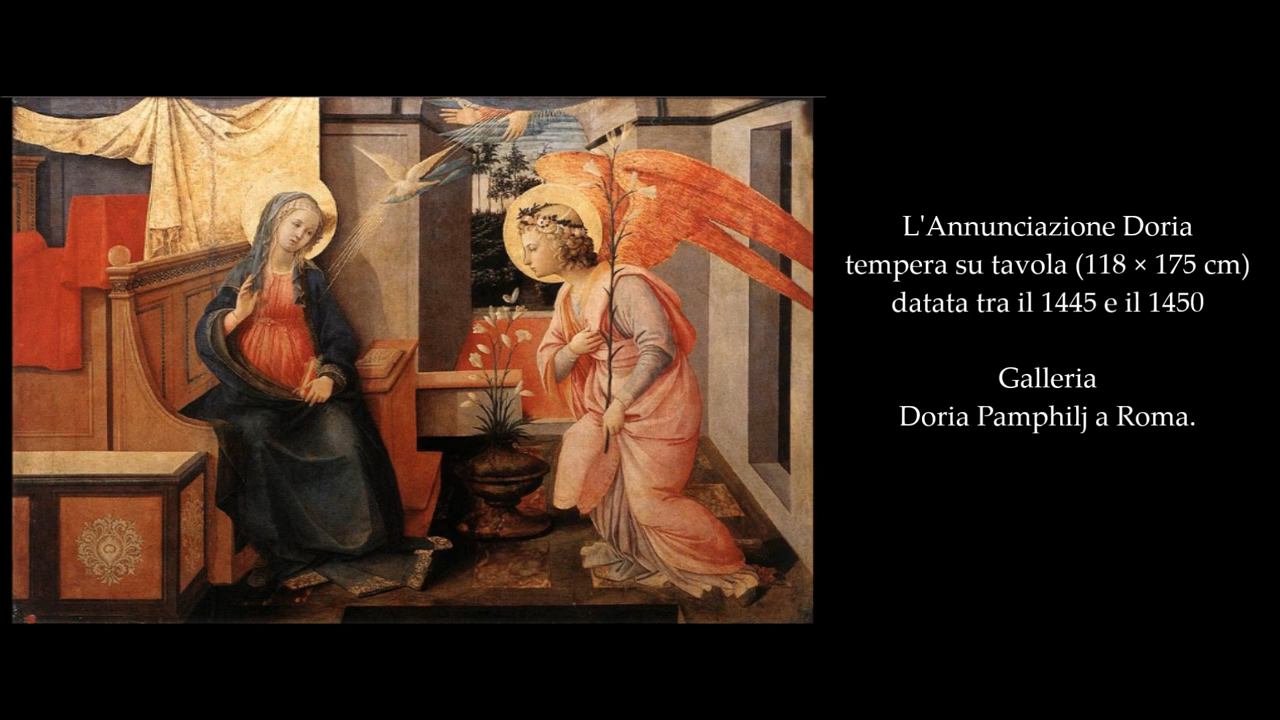 L'Annunciazione Doria
tempera su tavola (118 × 175 cm)
datata tra il 1445 e il 1450
Galleria
Doria Pamphilj a Roma.